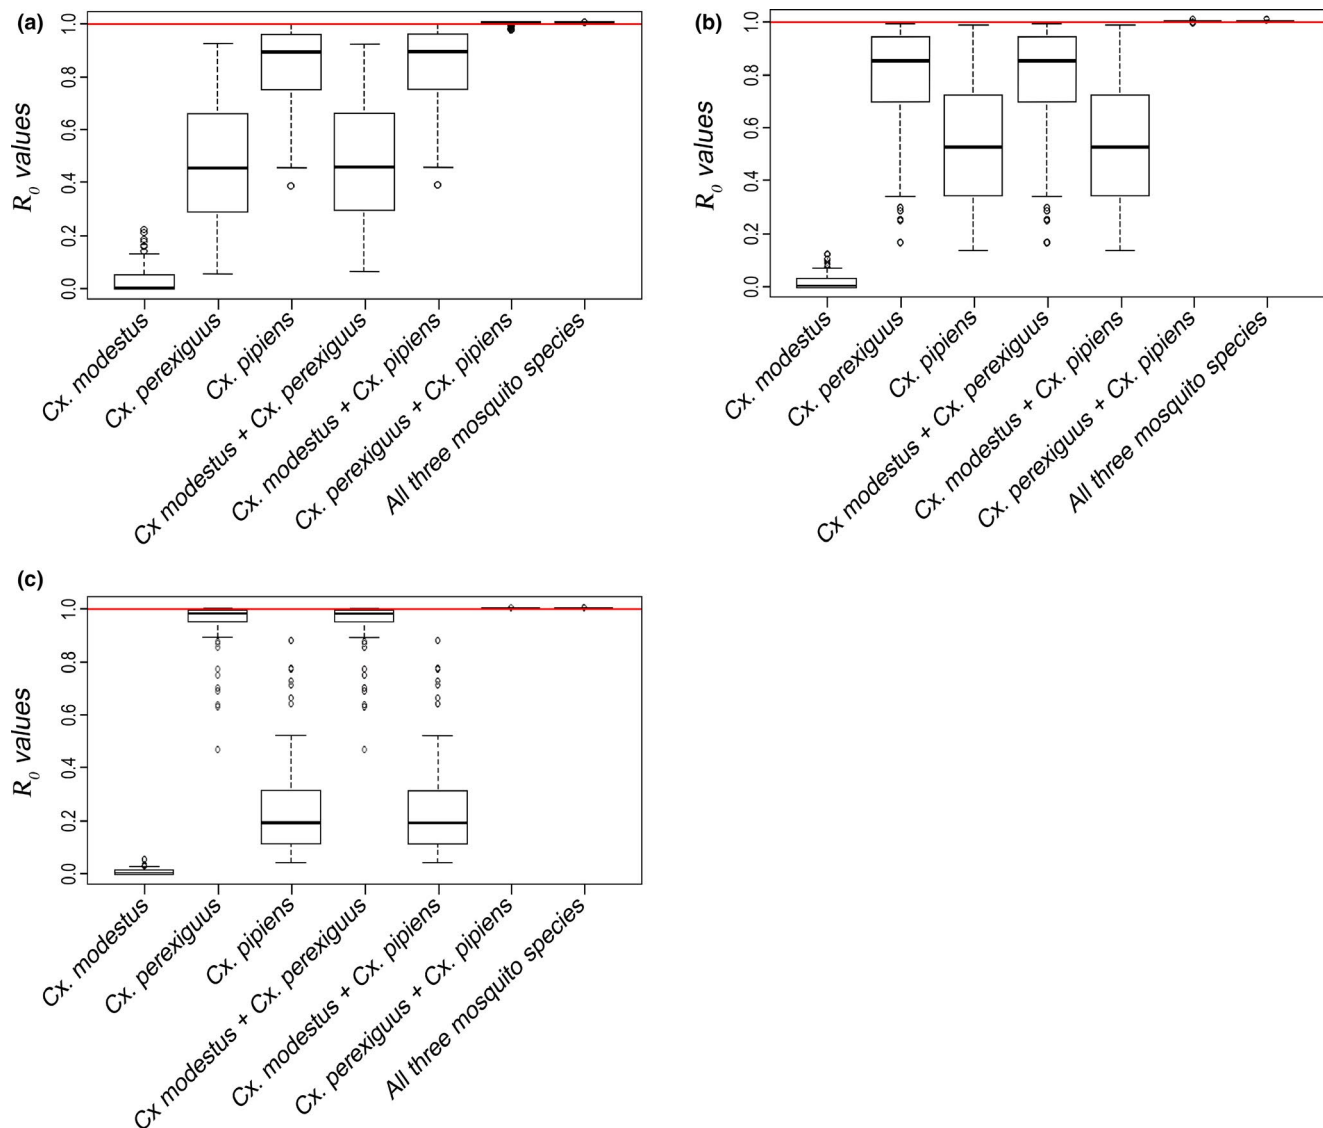 (a)
R0 values
1.0
0.8
0.6
0.4
0.2
0.0
Cx. modestus
Cx. perexiguus
Cx. pipiens
Cx modestus + Cx. perexiguus
Cx. modestus + Cx. pipiens
Cx. perexiguus + Cx. pipiens
All three mosquito species
(b)
R0 values
1.0
0.8
0.6
0.4
0.2
0.0
Cx. modestus
Cx. perexiguus
Cx. pipiens
Cx modestus + Cx. perexiguus
Cx. modestus + Cx. pipiens
Cx. perexiguus + Cx. pipiens
All three mosquito species
(c)
R0 values
1.0
0.8
0.6
0.4
0.2
0.0
Cx. modestus
Cx. perexiguus
Cx. pipiens
Cx modestus + Cx. perexiguus
Cx. modestus + Cx. pipiens
Cx. perexiguus + Cx. pipiens
All three mosquito species